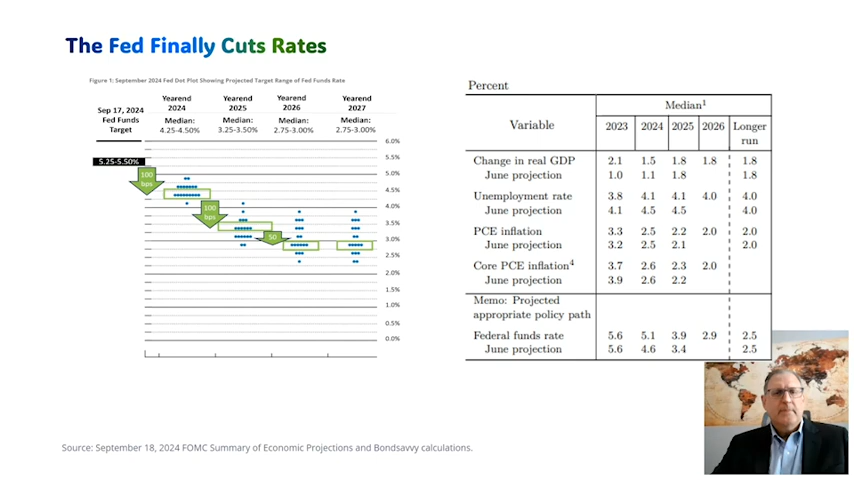 The Fed Finally Cuts Rates
Figure 1: September 2024 Fed Dot Plot Showing Projected Target Range of Fed Funds Rate
Sep 17, 2024
Fed Funds
Target
Yearend
2024
Median:
4.25-4.50%
Yearend
2025
Median:
3.25-3.50%
Yearend
2026
Median:
2.75-3.00%
Yearend
2027
Median:
2.75-3.00%
5.25-5.50%
100
bps
100
bps
50
6.0%
5.5%
5.0%
4.5%
4.0%
3.5%
3.0%
2.5%
2.0%
1.5%
1.0%
0.5%
0.0%
Percent
Median¹
Variable 2023 2024 2025 2026 Longer
run
Change in real GDP 2.1 1.5 1.8 1.8 1.8
June projection 1.0 1.1 1.8 1.8
Unemployment rate 3.8 4.1 4.1 4.0 4.0
June projection 4.1 4.5 4.5 4.0
PCE inflation 3.3 2.5 2.2 2.0 2.0
June projection 3.2 2.5 2.1 2.0
Core PCE inflation⁴ 3.7 2.6 2.3 2.0
June projection 3.9 2.6 2.2
Memo: Projected
appropriate policy path
Federal funds rate 5.6 5.1 3.9 2.9 2.5
June projection 5.6 4.6 3.4 2.5
Source: September 18, 2024 FOMC Summary of Economic Projections and Bondsavvy calculations.